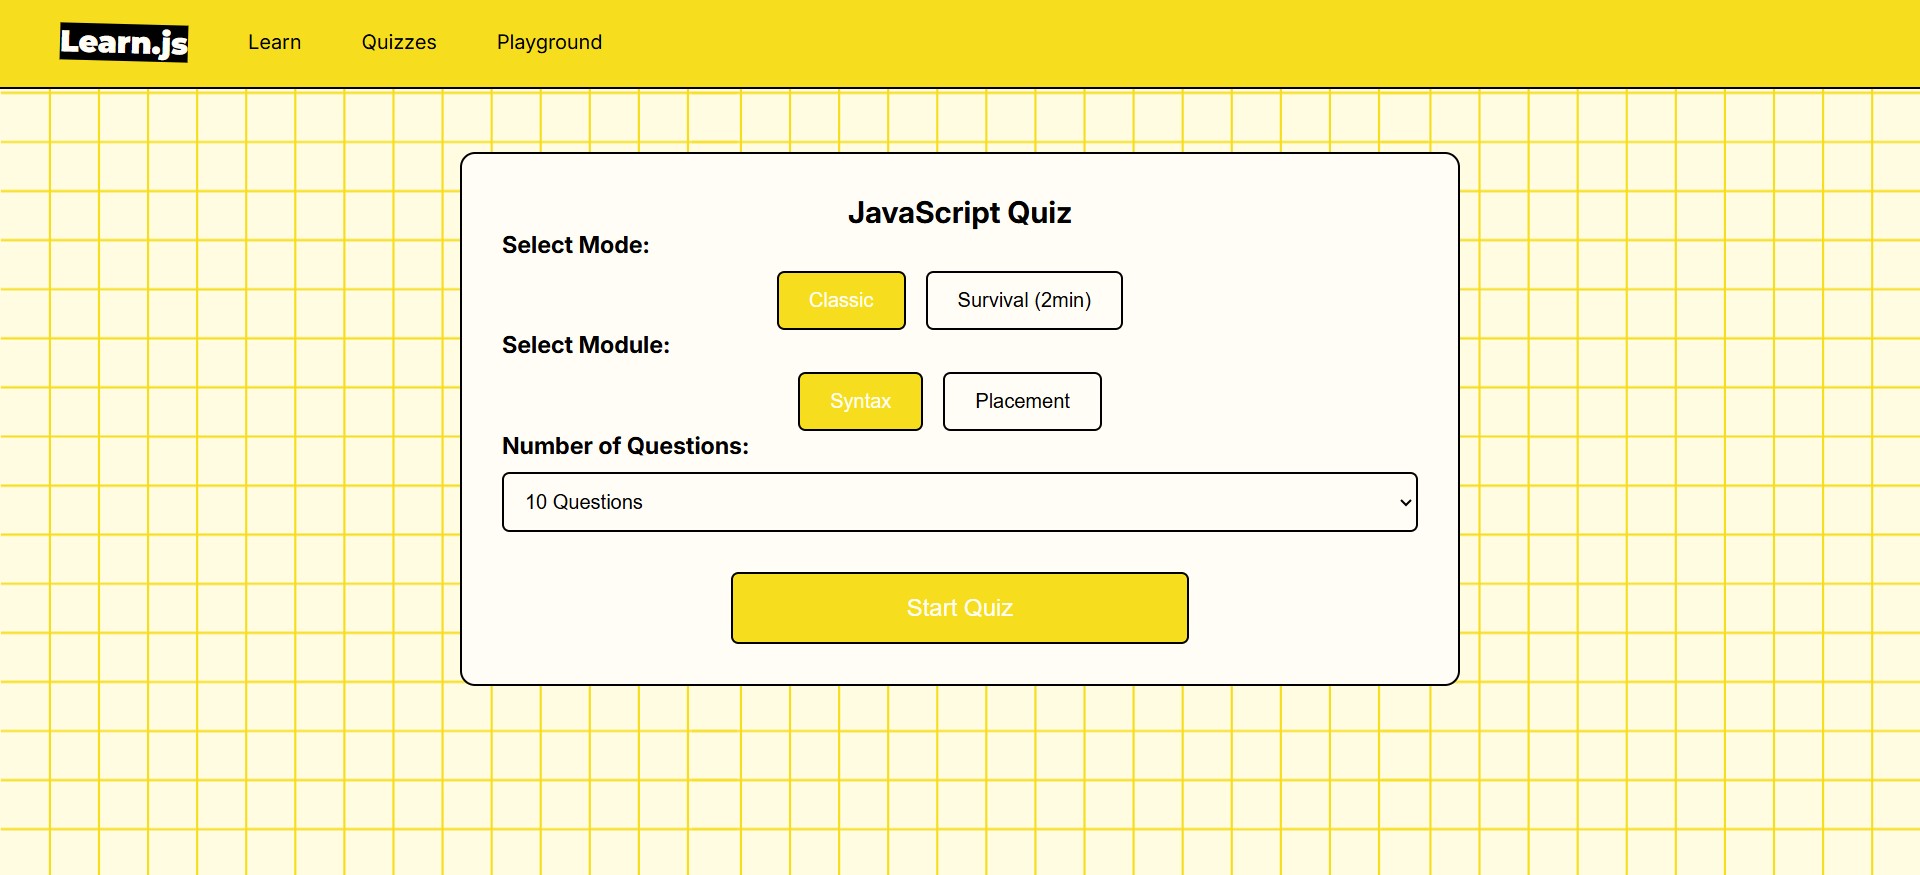 Learn.js Learn Quizzes Playground
JavaScript Quiz
Select Mode:
Classic Survival (2min)
Select Module:
Syntax Placement
Number of Questions:
10 Questions
Start Quiz